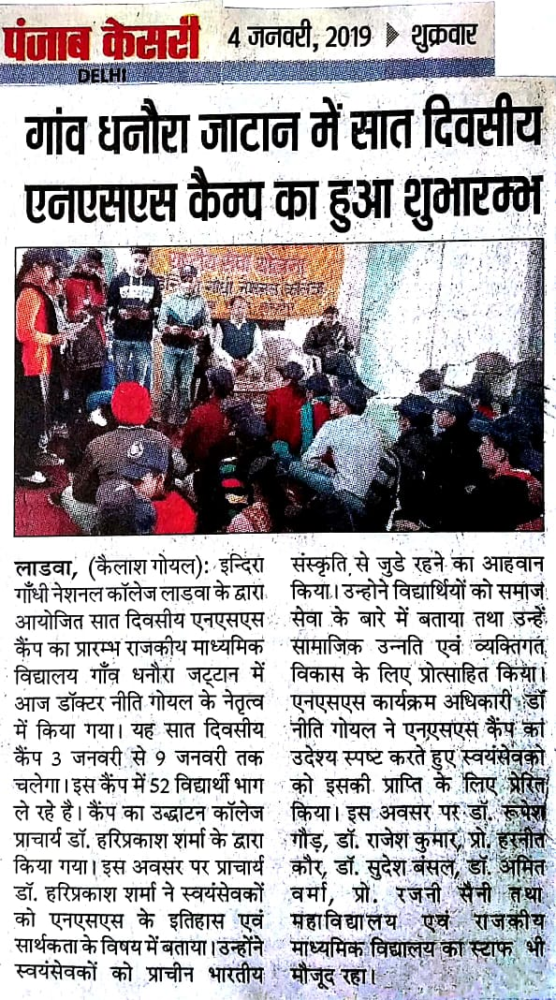 पंजाब केसरी
4 जनवरी, 2019 ▶ शुक्रवार
DELHI
गांव धनौरा जाटान में सात दिवसीय
एनएसएस कैम्प का हुआ शुभारम्भ
नेशनल कॉलेज
लाडवा, (कैलाश गोयल): इन्दिरा
गाँधी नेशनल कॉलेज लाडवा के द्वारा
आयोजित सात दिवसीय एनएसएस
कैंप का प्रारम्भ राजकीय माध्यमिक
विद्यालय गाँव धनौरा जट्टान में
आज डॉक्टर नीति गोयल के नेतृत्व
में किया गया। यह सात दिवसीय
कैंप 3 जनवरी से 9 जनवरी तक
चलेगा। इस कैंप में 52 विद्यार्थी भाग
ले रहे है। कैंप का उद्धाटन कॉलेज
प्राचार्य डॉ. हरिप्रकाश शर्मा के द्वारा
किया गया। इस अवसर पर प्राचार्य
डॉ. हरिप्रकाश शर्मा ने स्वयंसेवकों
को एनएसएस के इतिहास एवं
सार्थकता के विषय में बताया। उन्होंने
स्वयंसेवकों को प्राचीन भारतीय
संस्कृति से जुडे रहने का आहवान
किया। उन्होने विद्यार्थियों को समाज
सेवा के बारे में बताया तथा उन्हें
सामाजिक उन्नति एवं व्यक्तिगत
विकास के लिए प्रोत्साहित किया।
एनएसएस कार्यक्रम अधिकारी डॉ
नीति गोयल ने एनएसएस कैंप का
उदेश्य स्पष्ट करते हुए स्वयंसेवको
को इसकी प्राप्ति के लिए प्रेरित
किया। इस अवसर पर डॉ. रूपेश
गौड़, डॉ. राजेश कुमार, प्रो. हरनीत
कौर, डॉ. सुदेश बंसल, डॉ. अमित
वर्मा, प्रो. रजनी सैनी तथा
महाविद्यालय एवं राजकीय
माध्यमिक विद्यालय का स्टाफ भी
मौजूद रहा।